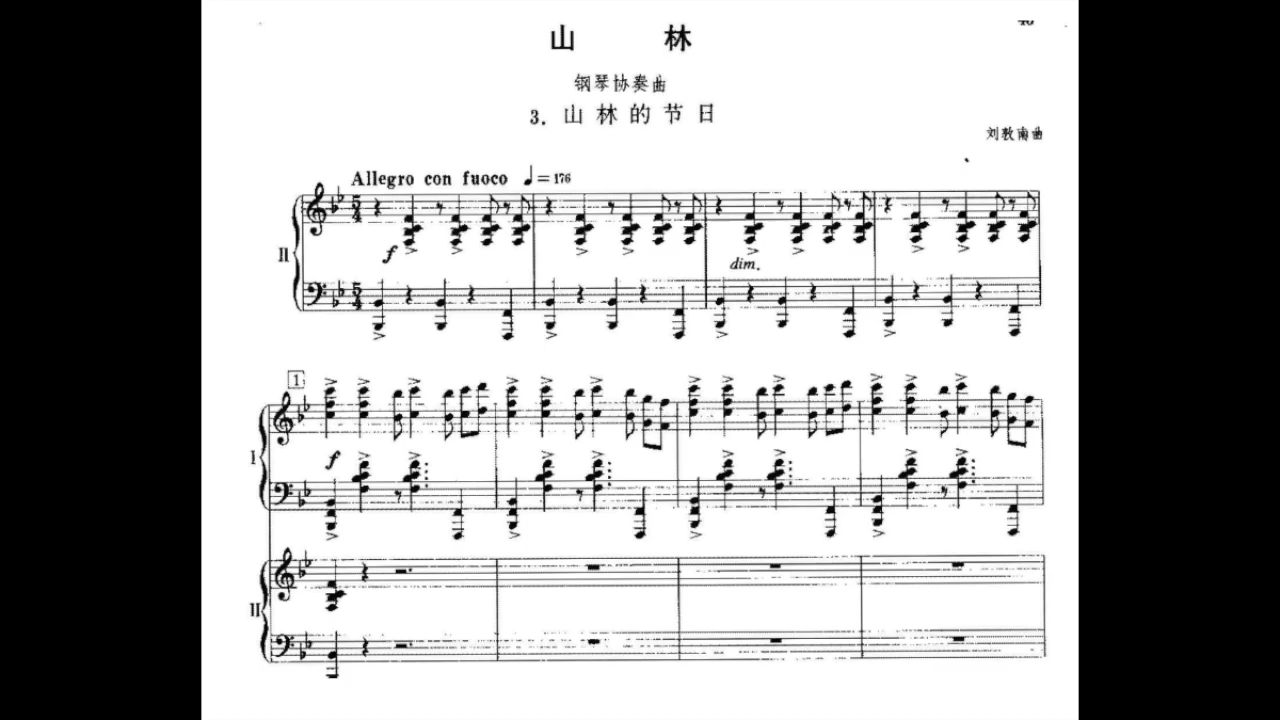 山 林
钢琴协奏曲
3. 山林的节日
刘敦南曲
Allegro con fuoco ♩=176
II
f
dim.
1
I
f
II